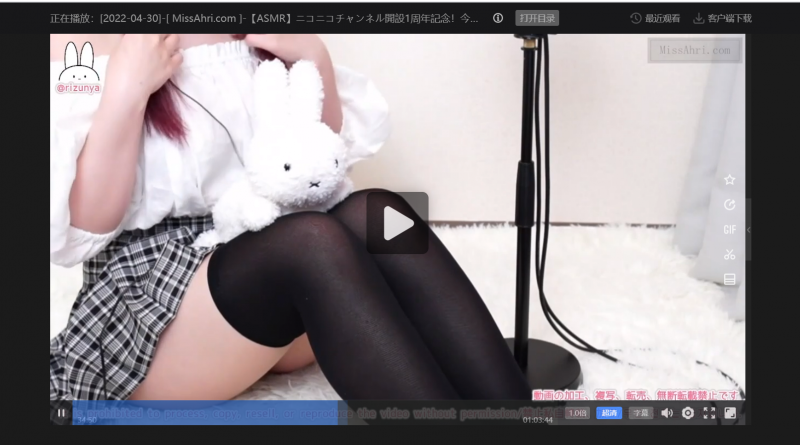 正在播放: [2022-04-30]-[ MissAhri.com ]-【ASMR】ニコニコチャンネル開設1周年記念！今...
打开目录
最近观看
客户端下载
MissAhri.com
@rizunya
GIF
動画の加工、複写、転売、無断転載禁止です
the video without permission
34:50
01:03:44
1.0倍
超清
字幕